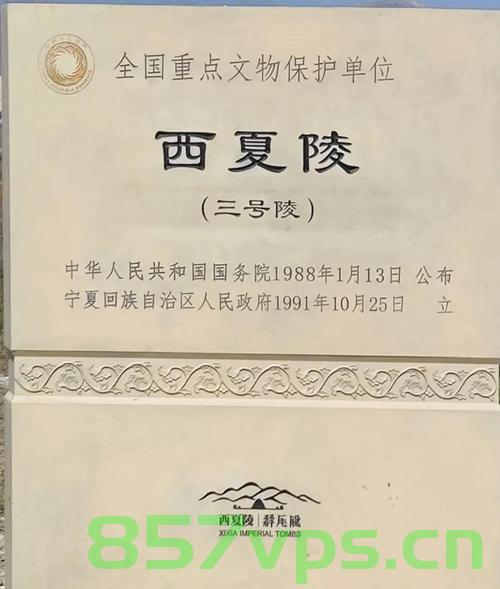 全国重点文物保护单位
西夏陵
(三号陵)
中华人民共和国国务院1988年1月13日 公布
宁夏回族自治区人民政府1991年10月25日 立
西夏陵
XIXIA IMPERIAL TOMBS
857vps.cn